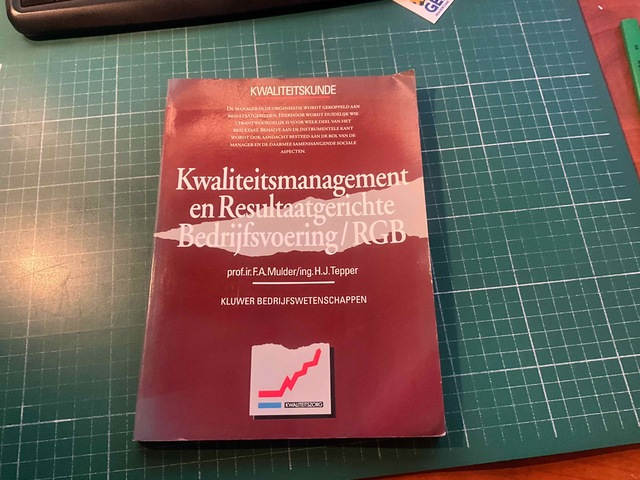 KWALITEITSKUNDE
DE MANAGER IN DE ORGANISATIE WORDT GEKOPPELD AAN
RESULTAATGEBIEDEN. HIERDOOR WORDT DUIDELIJK WIE
VERANTWOORDELIJK IS VOOR WELK DEEL VAN HET
RESULTAAT. BEHALVE AAN DE INSTRUMENTELE KANT
WORDT OOK AANDACHT BESTEED AAN DE ROL VAN DE
MANAGER EN DE DAARMEE SAMENHANGENDE SOCIALE
ASPECTEN.
Kwaliteitsmanagement
en Resultaatgerichte
Bedrijfsvoering/RGB
prof.ir.F.A.Mulder/ing.H.J.Tepper
KLUWER BEDRIJFSWETENSCHAPPEN
KWALITEITSZORG